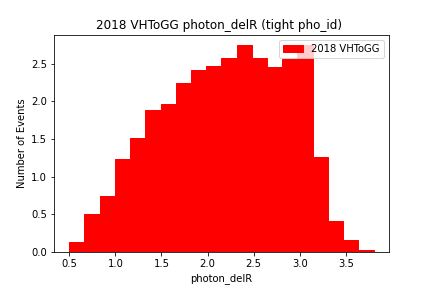 2018 VHToGG photon_delR (tight pho_id)
2018 VHToGG
Number of Events
2.5
2.0
1.5
1.0
0.5
0.0
0.5 1.0 1.5 2.0 2.5 3.0 3.5
photon_delR